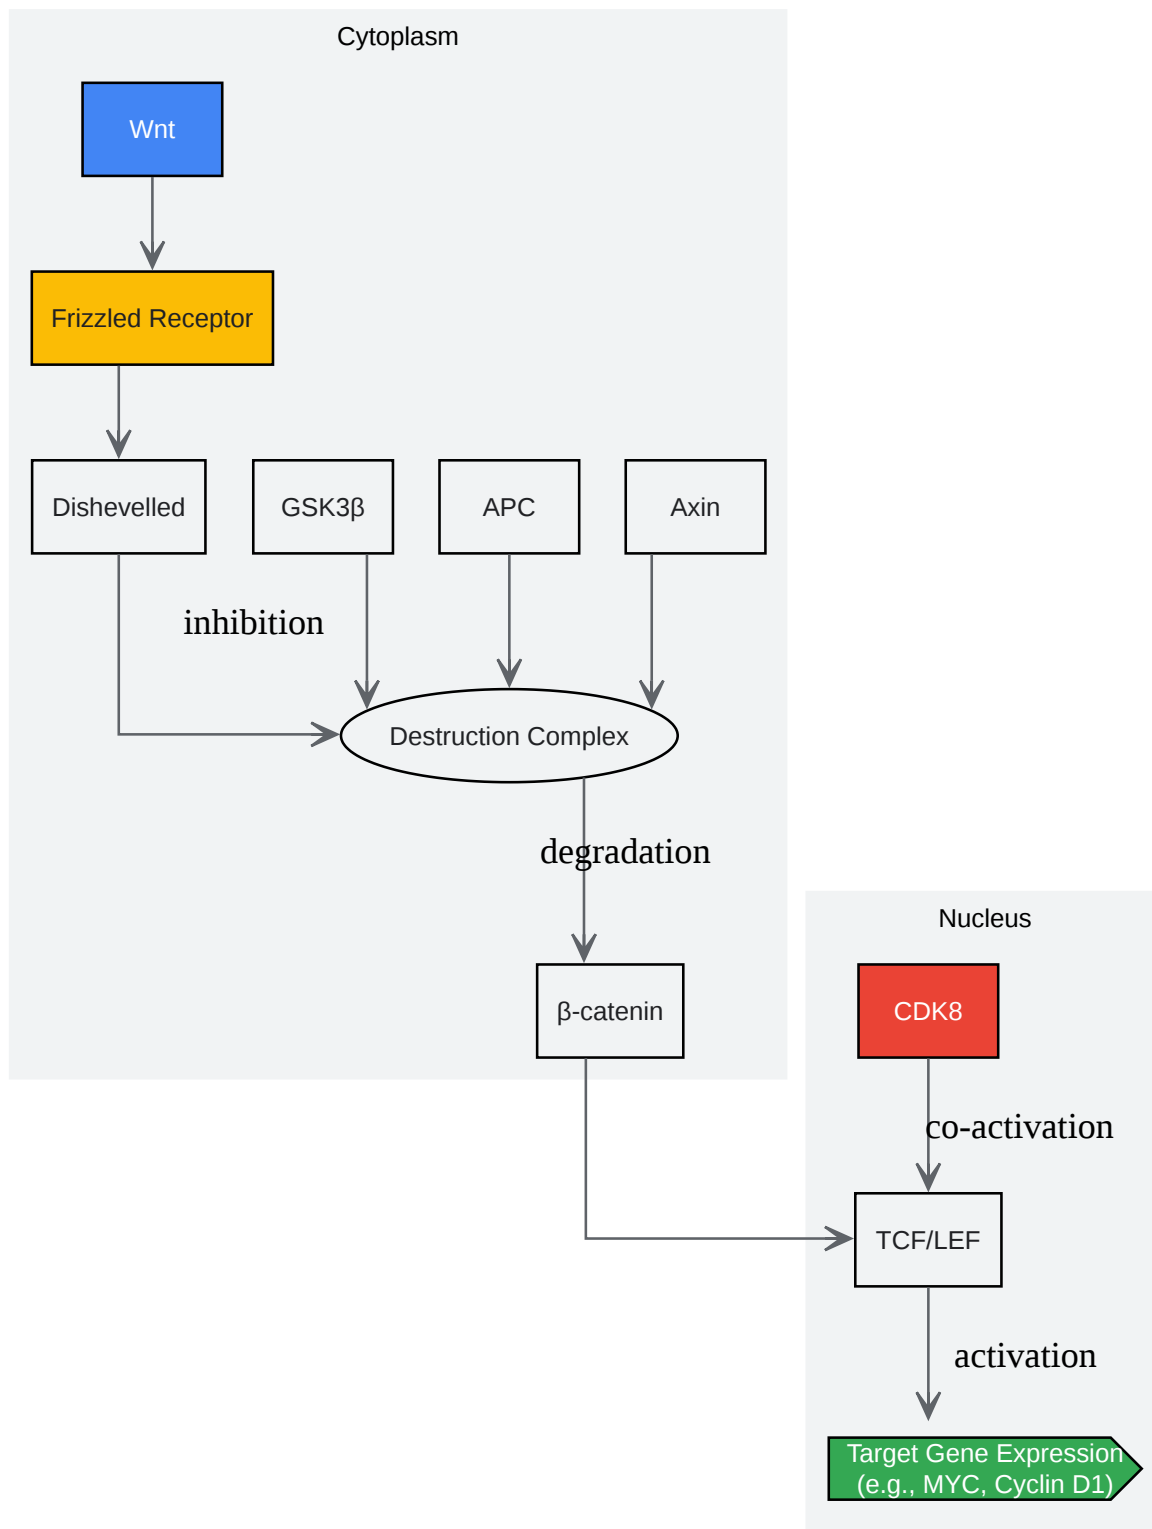 Cytoplasm
Wnt
Frizzled Receptor
Dishevelled
GSK3β
APC
Axin
inhibition
Destruction Complex
degradation
β-catenin
Nucleus
CDK8
co-activation
TCF/LEF
activation
Target Gene Expression
(e.g., MYC, Cyclin D1)